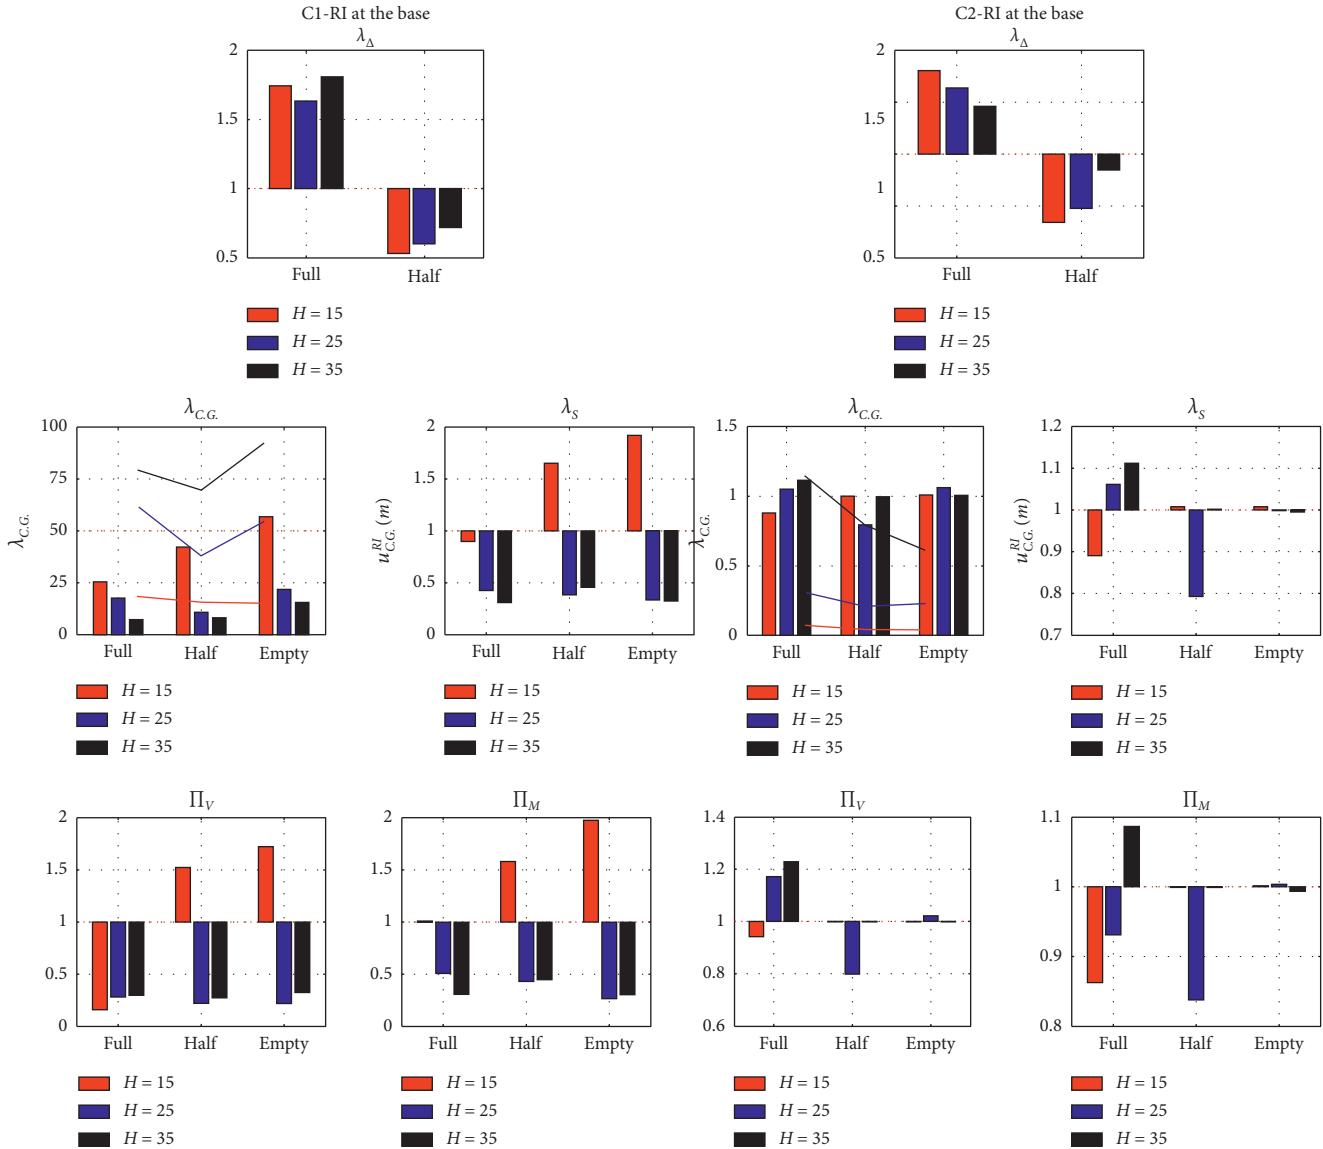 C1-RI at the base
λΔ
2
1.5
1
0.5
Full Half
H = 15
H = 25
H = 35
C2-RI at the base
λΔ
2
1.5
1
0.5
Full Half
H = 15
H = 25
H = 35
λC.G.
λC.G.
100
75
50
25
0
Full Half Empty
H = 15
H = 25
H = 35
λS
uRIC.G. (m)
2
1.5
1
0.5
0
Full Half Empty
H = 15
H = 25
H = 35
λC.G.
λC.G.
1.5
1
0.5
0
Full Half Empty
H = 15
H = 25
H = 35
λS
uRIC.G. (m)
1.2
1.1
1.0
0.9
0.8
0.7
Full Half Empty
H = 15
H = 25
H = 35
ΠV
2
1.5
1
0.5
0
Full Half Empty
H = 15
H = 25
H = 35
ΠM
2
1.5
1
0.5
0
Full Half Empty
H = 15
H = 25
H = 35
ΠV
1.4
1.2
1
0.8
0.6
Full Half Empty
H = 15
H = 25
H = 35
ΠM
1.1
1
0.9
0.8
Full Half Empty
H = 15
H = 25
H = 35